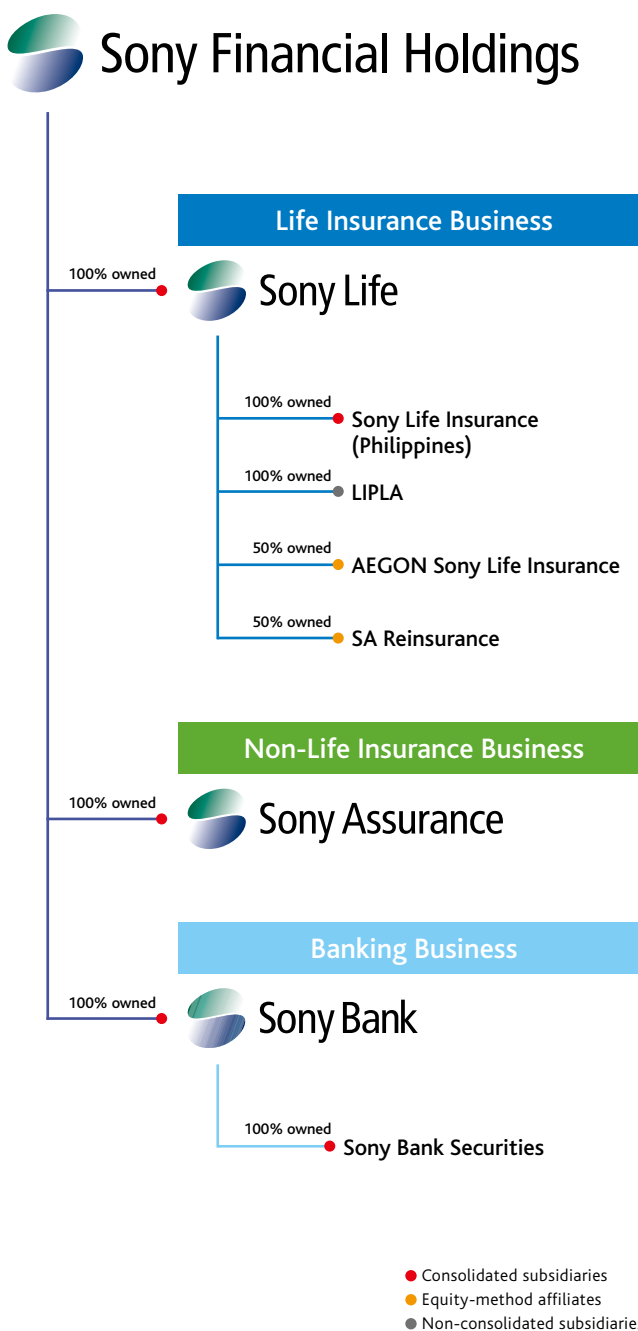 Sony Financial Holdings
Life Insurance Business
100% owned
Sony Life
100% owned
Sony Life Insurance
(Philippines)
100% owned
LIPLA
50% owned
AEGON Sony Life Insurance
50% owned
SA Reinsurance
Non-Life Insurance Business
100% owned
Sony Assurance
Banking Business
100% owned
Sony Bank
100% owned
Sony Bank Securities
Consolidated subsidiaries
Equity-method affiliates
Non-consolidated subsidiarie